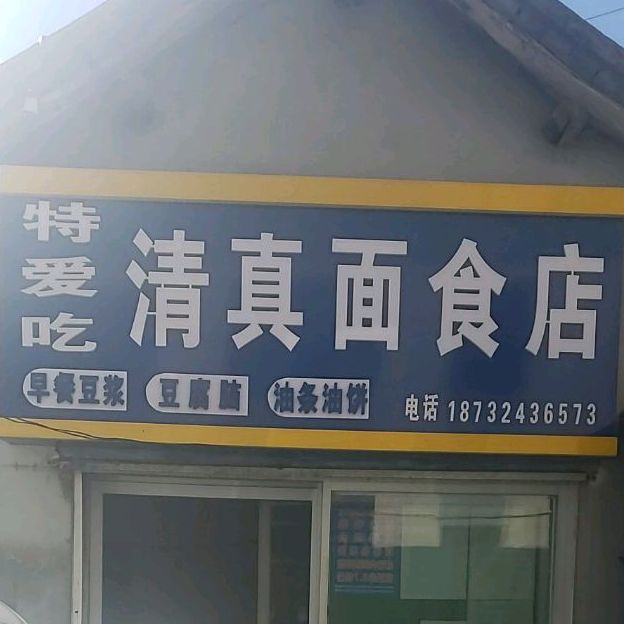 特爱吃
清真面食店
早餐豆浆
豆腐脑
油条油饼
电话 18732436573